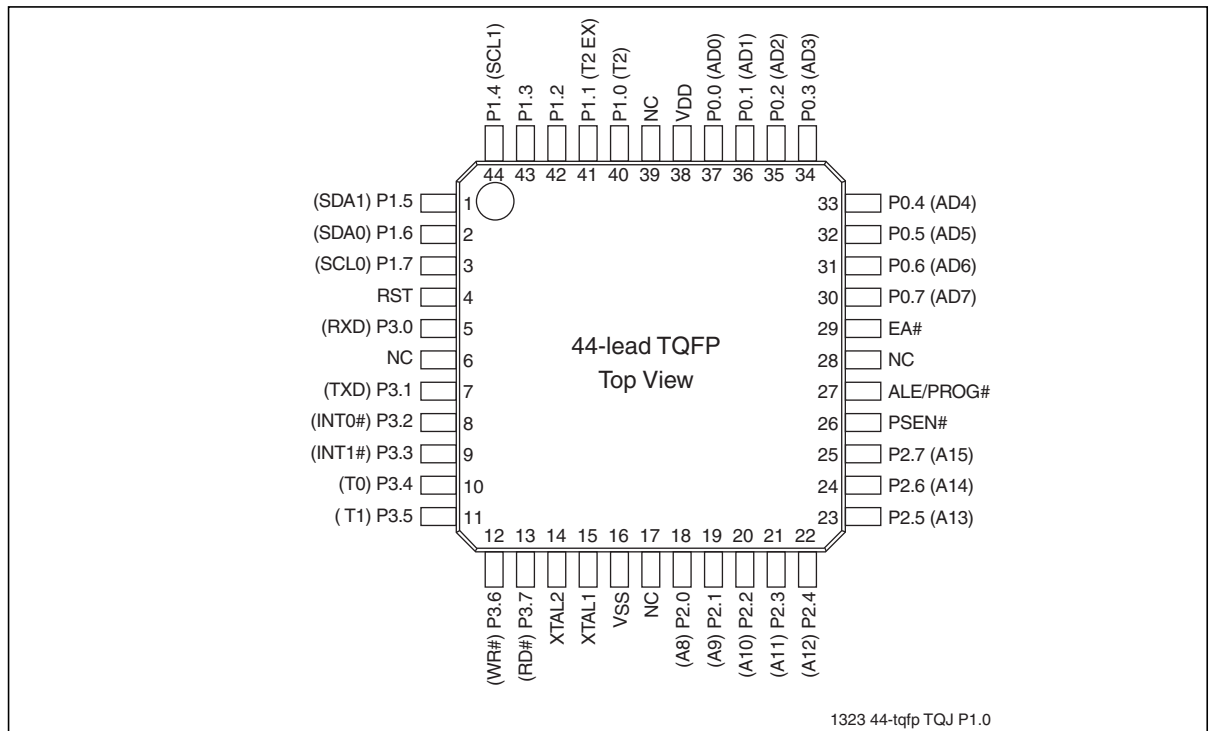 P1.4 (SCL1)
P1.3
P1.2
P1.1 (T2 EX)
P1.0 (T2)
NC
VDD
P0.0 (AD0)
P0.1 (AD1)
P0.2 (AD2)
P0.3 (AD3)
44 43 42 41 40 39 38 37 36 35 34
(SDA1) P1.5 1
(SDA0) P1.6 2
(SCL0) P1.7 3
RST 4
(RXD) P3.0 5
NC 6
(TXD) P3.1 7
(INT0#) P3.2 8
(INT1#) P3.3 9
(T0) P3.4 10
( T1) P3.5 11
44-lead TQFP
Top View
33 P0.4 (AD4)
32 P0.5 (AD5)
31 P0.6 (AD6)
30 P0.7 (AD7)
29 EA#
28 NC
27 ALE/PROG#
26 PSEN#
25 P2.7 (A15)
24 P2.6 (A14)
23 P2.5 (A13)
12 13 14 15 16 17 18 19 20 21 22
(WR#) P3.6
(RD#) P3.7
XTAL2
XTAL1
VSS
NC
(A8) P2.0
(A9) P2.1
(A10) P2.2
(A11) P2.3
(A12) P2.4
1323 44-tqfp TQJ P1.0